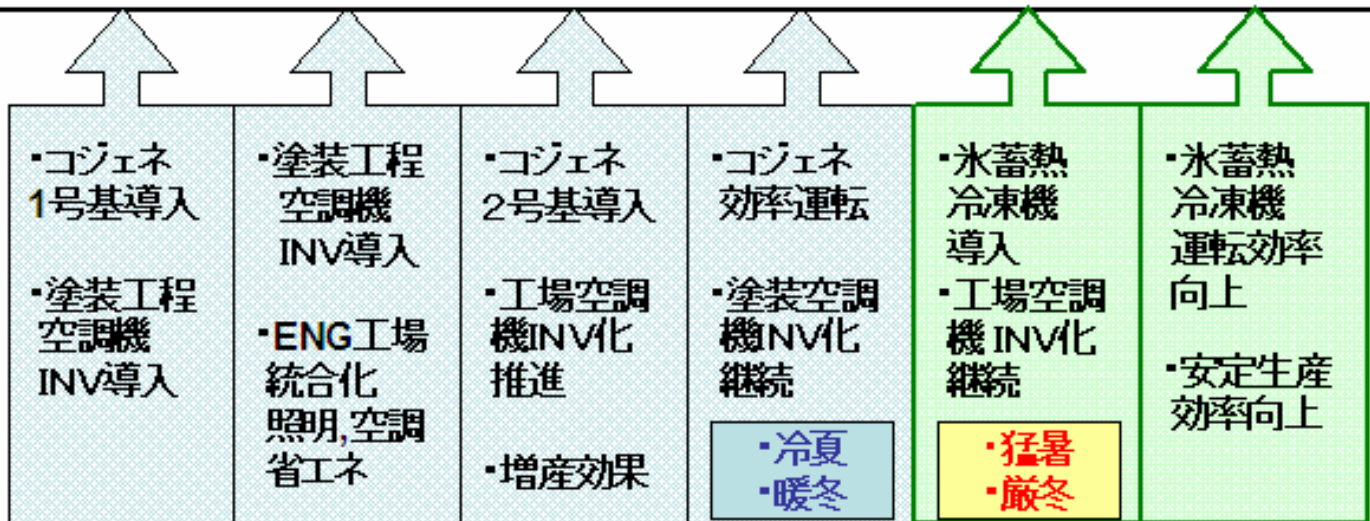 ・コジェネ
1号基導入
・塗装工程
空調機
INV導入
・塗装工程
空調機
INV導入
・ENG工場
統合化
照明,空調
省エネ
・コジェネ
2号基導入
・工場空調
機INV化
推進
・増産効果
・コジェネ
効率運転
・塗装空調
機INV化
継続
・冷夏
・暖冬
・氷蓄熱
冷凍機
導入
・工場空調
機 INV化
継続
・猛暑
・厳冬
・氷蓄熱
冷凍機
運転効率
向上
・安定生産
効率向上